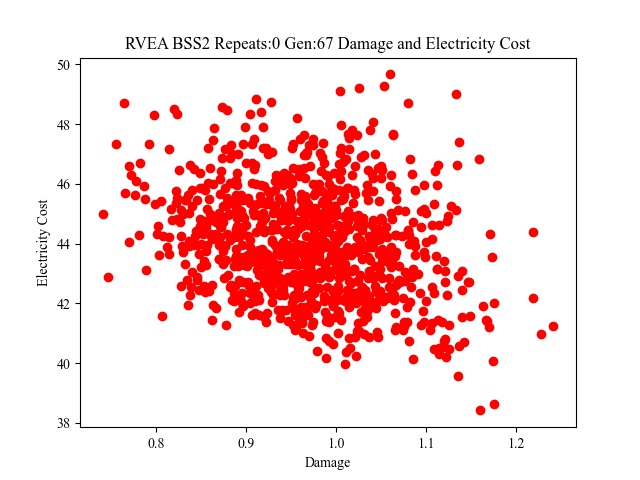 RVEA BSS2 Repeats:0 Gen:67 Damage and Electricity Cost
50
48
46
44
42
40
38
Electricity Cost
0.8 0.9 1.0 1.1 1.2
Damage